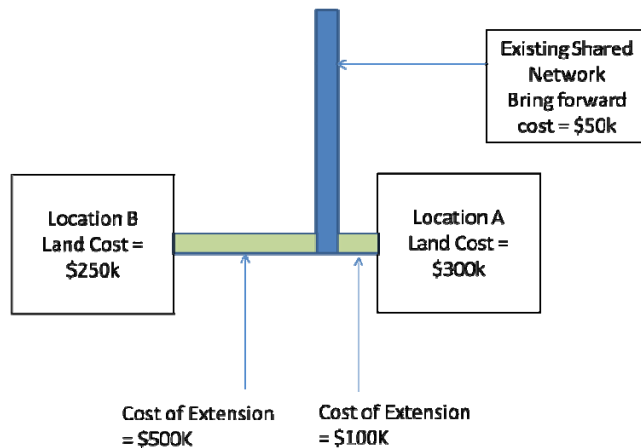 Existing Shared
Network
Bring forward
cost = $50k
Location B
Land Cost =
$250k
Location A
Land Cost =
$300k
Cost of Extension
= $500K
Cost of Extension
= $100K